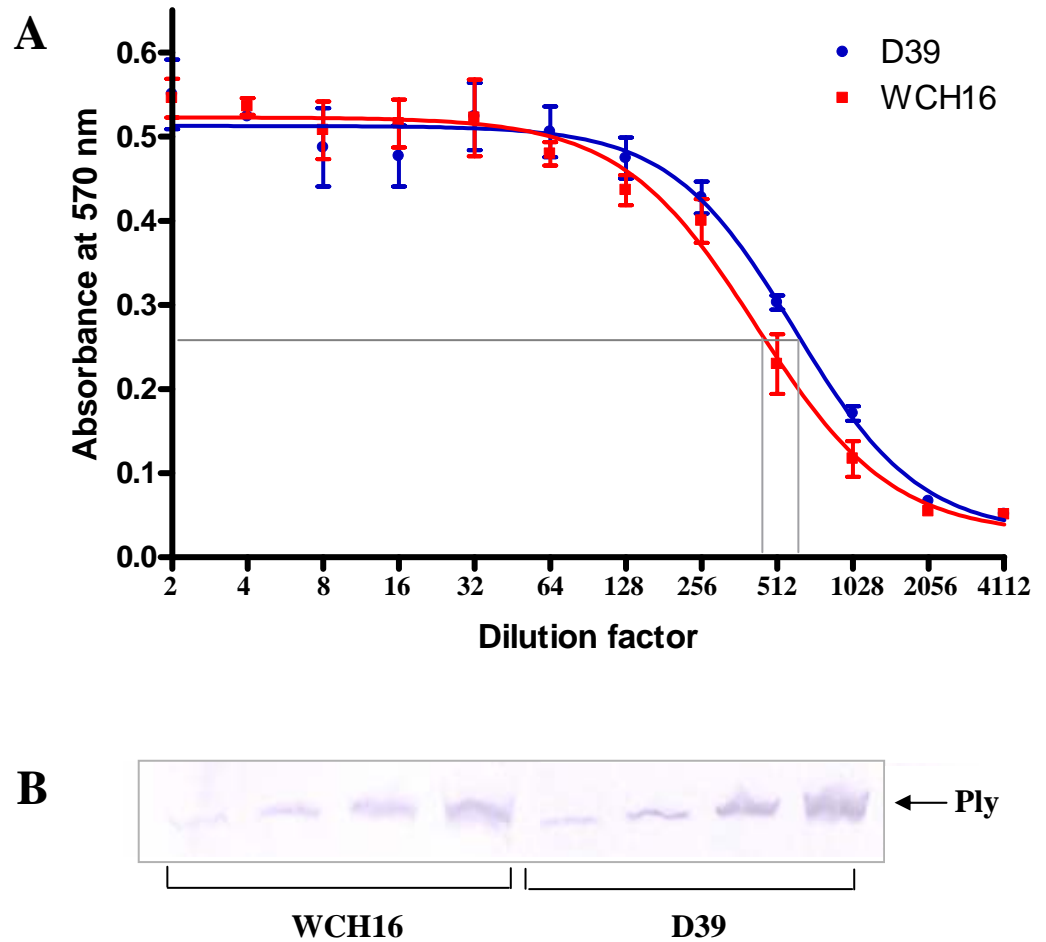 A
D39
WCH16
Absorbance at 570 nm
0.6
0.5
0.4
0.3
0.2
0.1
0.0
2 4 8 16 32 64 128 256 512 1028 2056 4112
Dilution factor
B
Ply
WCH16 D39